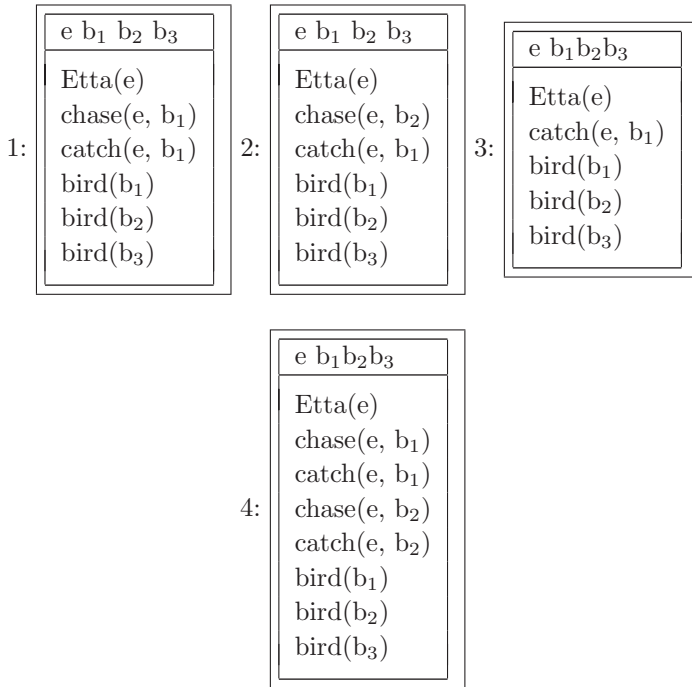 1:
e b₁ b₂ b₃
Etta(e)
chase(e, b₁)
catch(e, b₁)
bird(b₁)
bird(b₂)
bird(b₃)
2:
e b₁ b₂ b₃
Etta(e)
chase(e, b₂)
catch(e, b₁)
bird(b₁)
bird(b₂)
bird(b₃)
3:
e b₁b₂b₃
Etta(e)
catch(e, b₁)
bird(b₁)
bird(b₂)
bird(b₃)
4:
e b₁b₂b₃
Etta(e)
chase(e, b₁)
catch(e, b₁)
chase(e, b₂)
catch(e, b₂)
bird(b₁)
bird(b₂)
bird(b₃)